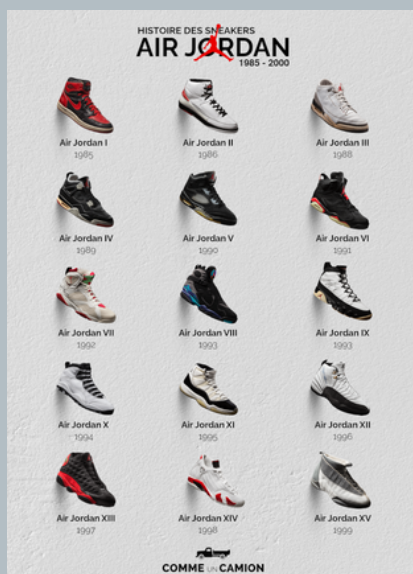 HISTOIRE DES SNEAKERS
AIR JORDAN
1985 - 2000
Air Jordan I
1985
Air Jordan II
1986
Air Jordan III
1988
Air Jordan IV
1989
Air Jordan V
1990
Air Jordan VI
1991
Air Jordan VII
1992
Air Jordan VIII
1993
Air Jordan IX
1993
Air Jordan X
1994
Air Jordan XI
1995
Air Jordan XII
1996
Air Jordan XIII
1997
Air Jordan XIV
1998
Air Jordan XV
1999
COMME UN CAMION